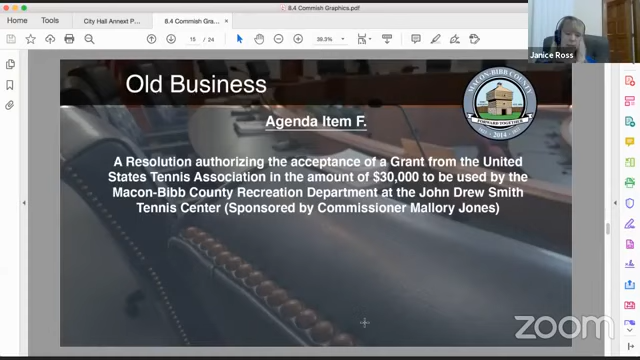 8.4 Commish Graphics.pdf
Home
Tools
City Hall Annext P...
8.4 Commish Gra...
×
15 / 24
39.3%
Janice Ross
Old Business
MACON-BIBB COUNTY
FORWARD TOGETHER
2014
Agenda Item F.
A Resolution authorizing the acceptance of a Grant from the United
States Tennis Association in the amount of $30,000 to be used by the
Macon-Bibb County Recreation Department at the John Drew Smith
Tennis Center (Sponsored by Commissioner Mallory Jones)
zoom